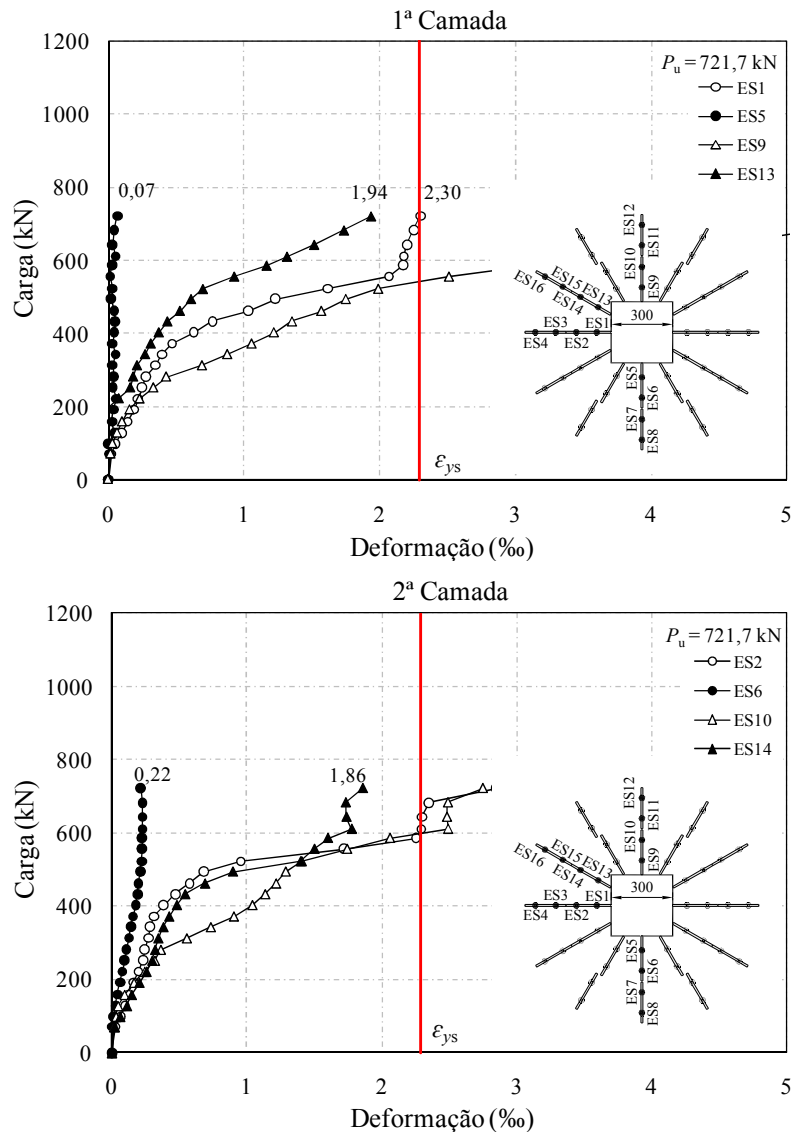 1ª Camada
1200
1000
800
600
400
200
0
Carga (kN)
P_u = 721,7 kN
ES1
ES5
ES9
ES13
0,07
1,94
2,30
ε_ys
ES12
ES11
ES10
ES9
ES16
ES15
ES14
ES13
ES4
ES3
ES2
ES1
300
ES5
ES6
ES7
ES8
0 1 2 3 4 5
Deformação (‰)
2ª Camada
1200
1000
800
600
400
200
0
Carga (kN)
P_u = 721,7 kN
ES2
ES6
ES10
ES14
0,22
1,86
ε_ys
ES12
ES11
ES10
ES9
ES16
ES15
ES14
ES13
ES4
ES3
ES2
ES1
300
ES5
ES6
ES7
ES8
0 1 2 3 4 5
Deformação (‰)